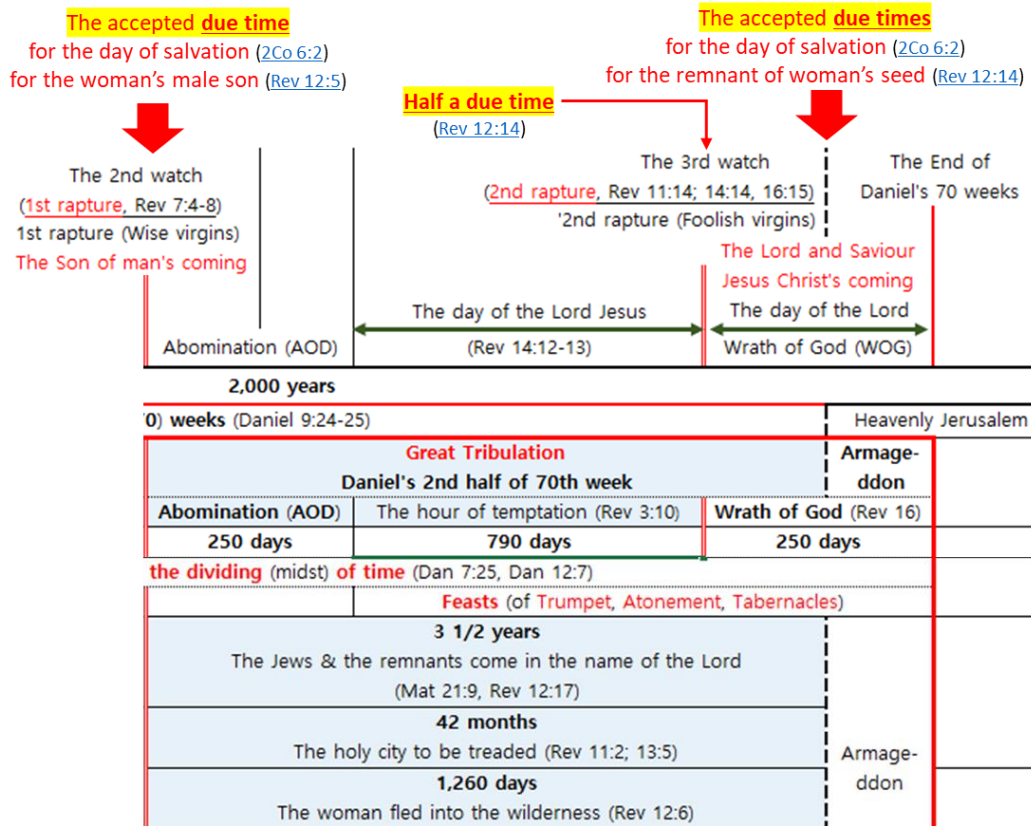 The accepted due time
for the day of salvation (2Co 6:2)
for the woman's male son (Rev 12:5)
The accepted due times
for the day of salvation (2Co 6:2)
for the remnant of woman's seed (Rev 12:14)
Half a due time
(Rev 12:14)
The 2nd watch
(1st rapture, Rev 7:4-8)
1st rapture (Wise virgins)
The Son of man's coming
The 3rd watch
(2nd rapture, Rev 11:14; 14:14, 16:15)
'2nd rapture (Foolish virgins)
The Lord and Saviour
Jesus Christ's coming
The End of
Daniel's 70 weeks
Abomination (AOD)
The day of the Lord Jesus
(Rev 14:12-13)
The day of the Lord
Wrath of God (WOG)
2,000 years
0) weeks (Daniel 9:24-25)
Heavenly Jerusalem
Great Tribulation
Daniel's 2nd half of 70th week
Armage-
ddon
Abomination (AOD)
The hour of temptation (Rev 3:10)
Wrath of God (Rev 16)
250 days
790 days
250 days
the dividing (midst) of time (Dan 7:25, Dan 12:7)
Feasts (of Trumpet, Atonement, Tabernacles)
3 1/2 years
The Jews & the remnants come in the name of the Lord
(Mat 21:9, Rev 12:17)
42 months
The holy city to be treaded (Rev 11:2; 13:5)
1,260 days
The woman fled into the wilderness (Rev 12:6)
Armage-
ddon